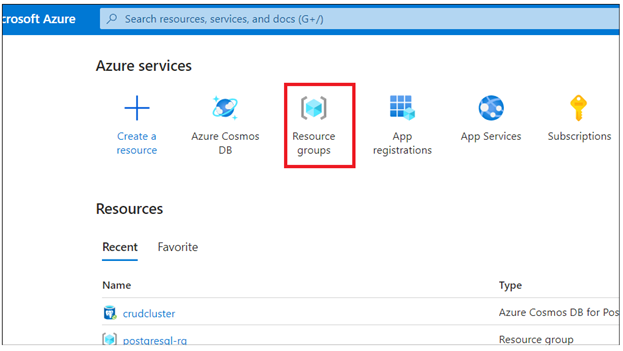 crosoft Azure
Search resources, services, and docs (G+/)
Azure services
Create a resource
Azure Cosmos DB
Resource groups
App registrations
App Services
Subscriptions
Resources
Recent Favorite
Name Type
crudcluster Azure Cosmos DB for Pos
postgresql-rg Resource group